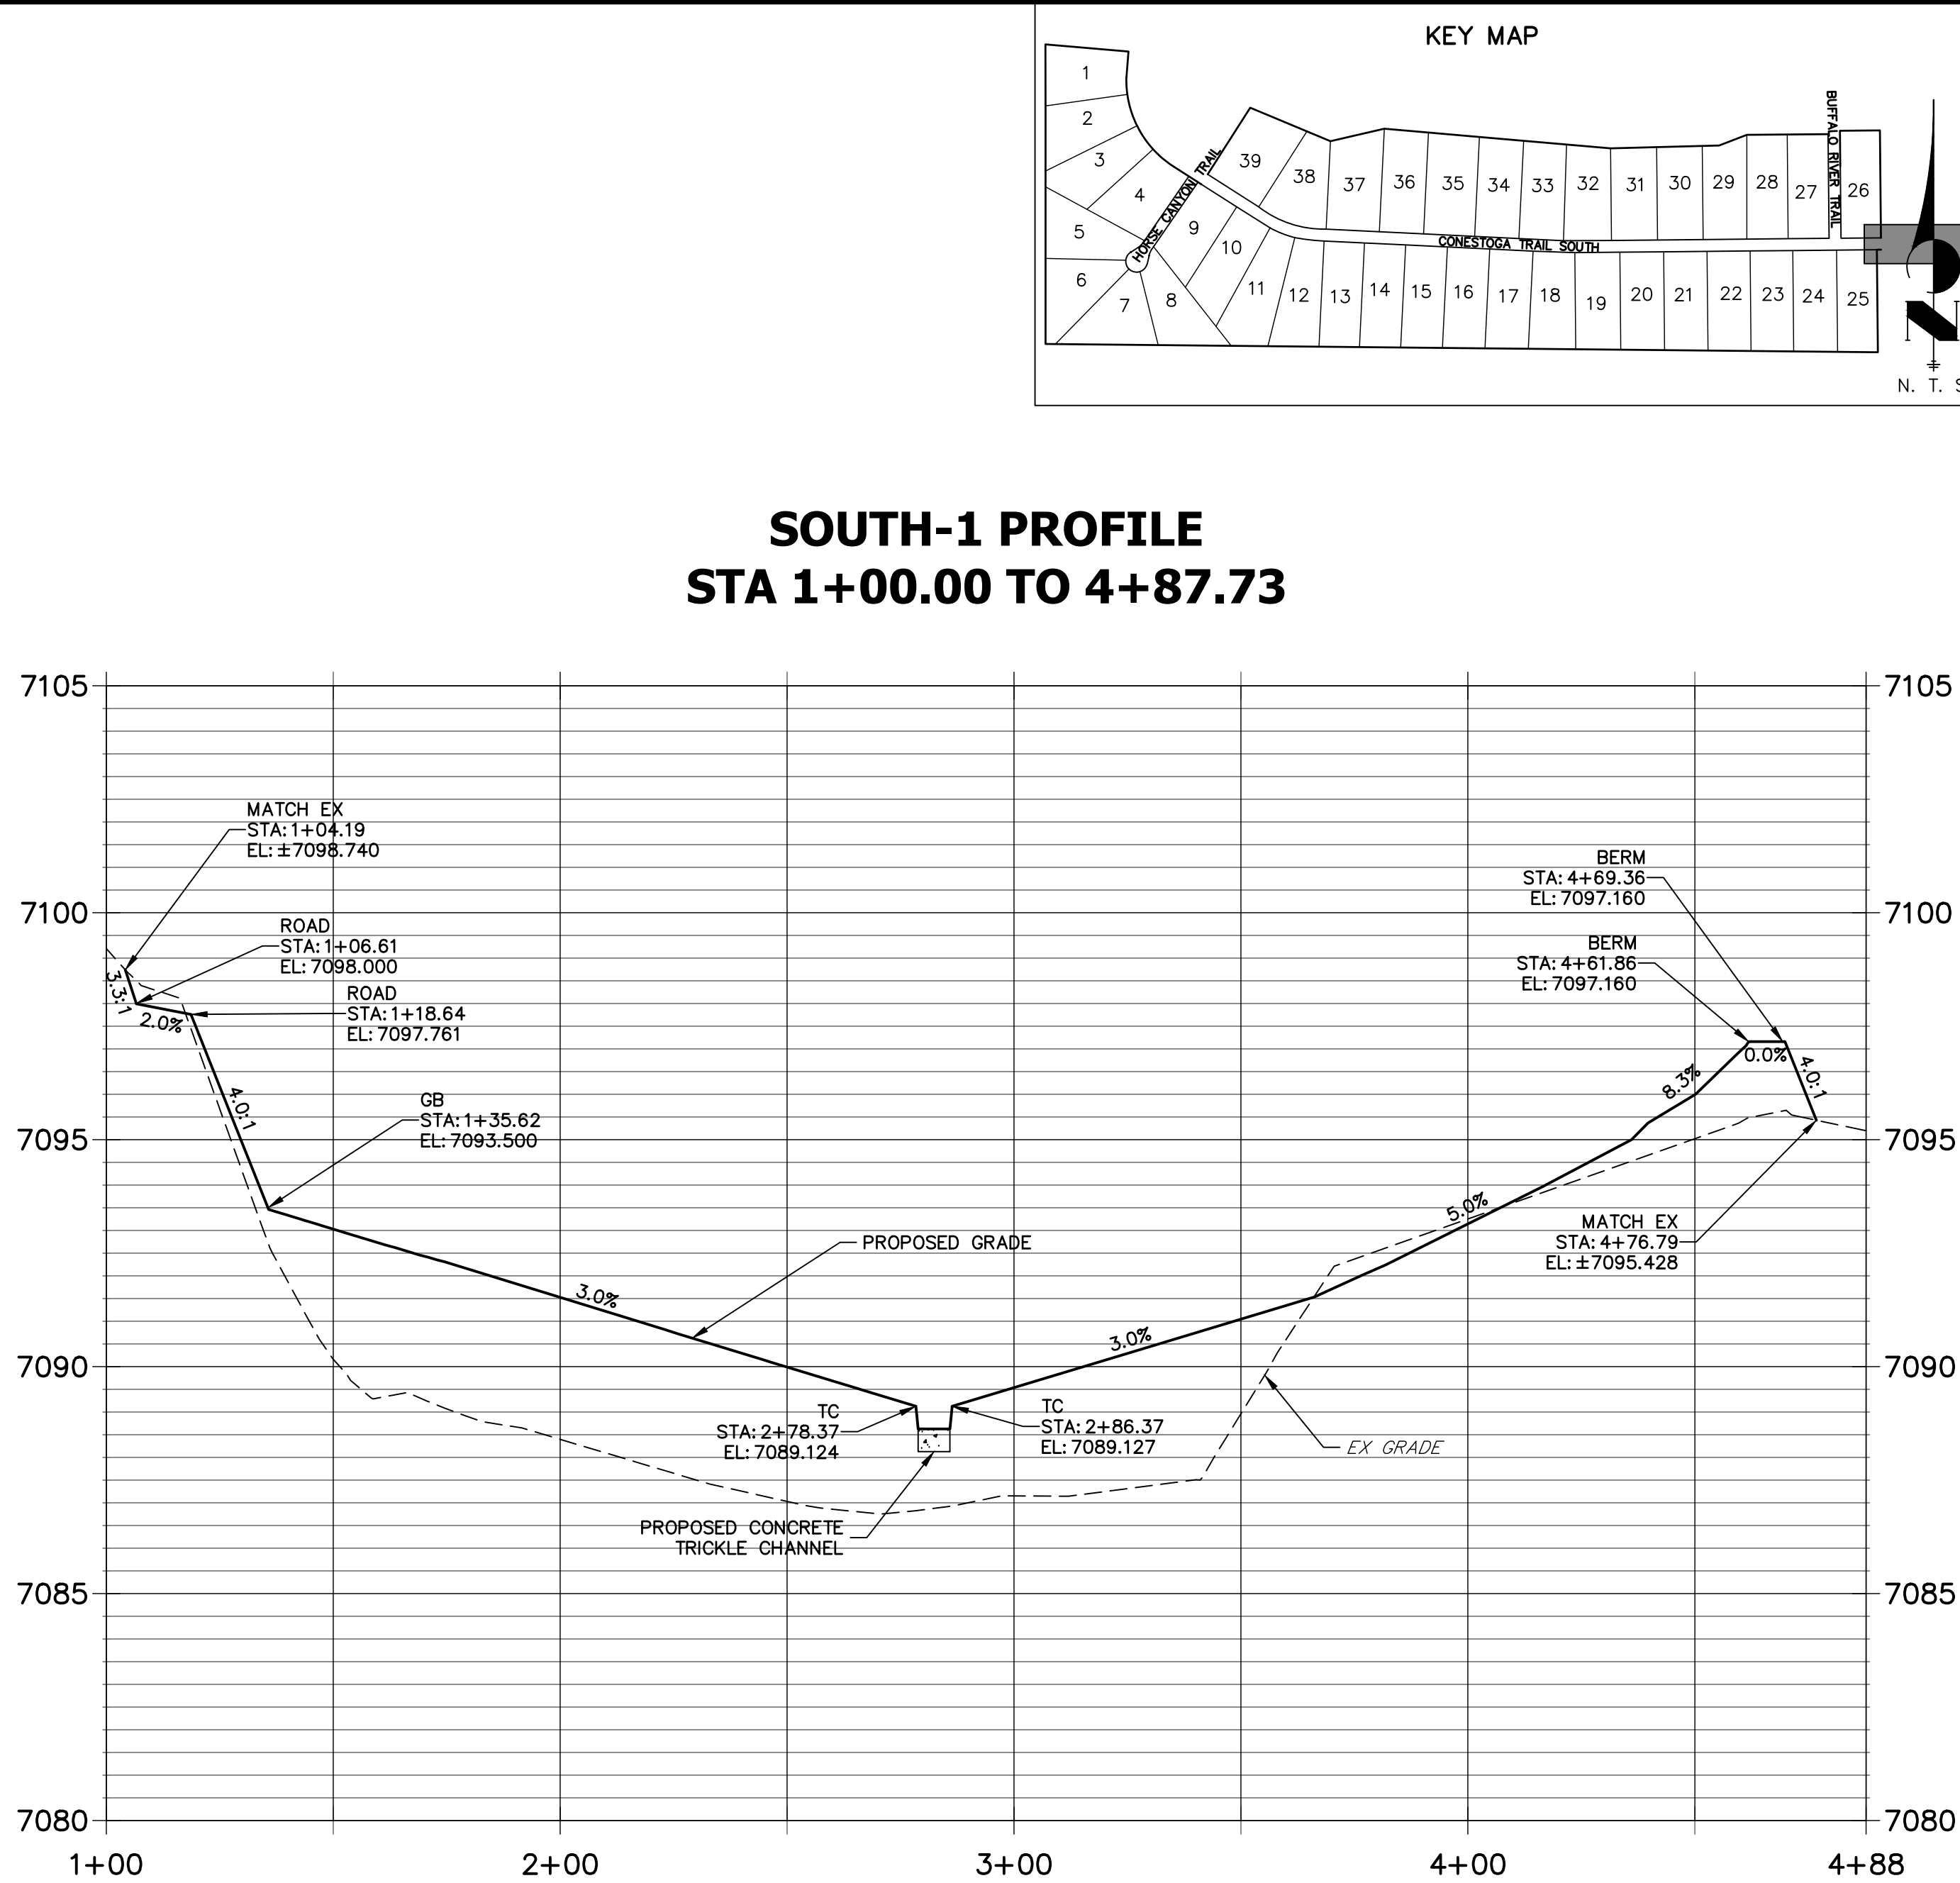 KEY MAP
1
2
3
4
5
6
7
8
9
10
11
12
13
14
15
16
17
18
19
20
21
22
23
24
25
26
27
28
29
30
31
32
33
34
35
36
37
38
39
HORSE CANYON TRAIL
CONESTOGA TRAIL SOUTH
BUFFALO RIVER TRAIL
N
N. T. S
SOUTH-1 PROFILE
STA 1+00.00 TO 4+87.73
7105
7105
7100
7100
7095
7095
7090
7090
7085
7085
7080
7080
MATCH EX
STA: 1+04.19
EL: ±7098.740
ROAD
STA: 1+06.61
EL: 7098.000
ROAD
STA: 1+18.64
EL: 7097.761
3.3:1
2.0%
4.0:1
GB
STA: 1+35.62
EL: 7093.500
3.0%
PROPOSED GRADE
TC
STA: 2+78.37
EL: 7089.124
TC
STA: 2+86.37
EL: 7089.127
PROPOSED CONCRETE
TRICKLE CHANNEL
3.0%
EX GRADE
5.0%
8.3%
0.0%
4.0:1
BERM
STA: 4+69.36
EL: 7097.160
BERM
STA: 4+61.86
EL: 7097.160
MATCH EX
STA: 4+76.79
EL: ±7095.428
1+00
2+00
3+00
4+00
4+88